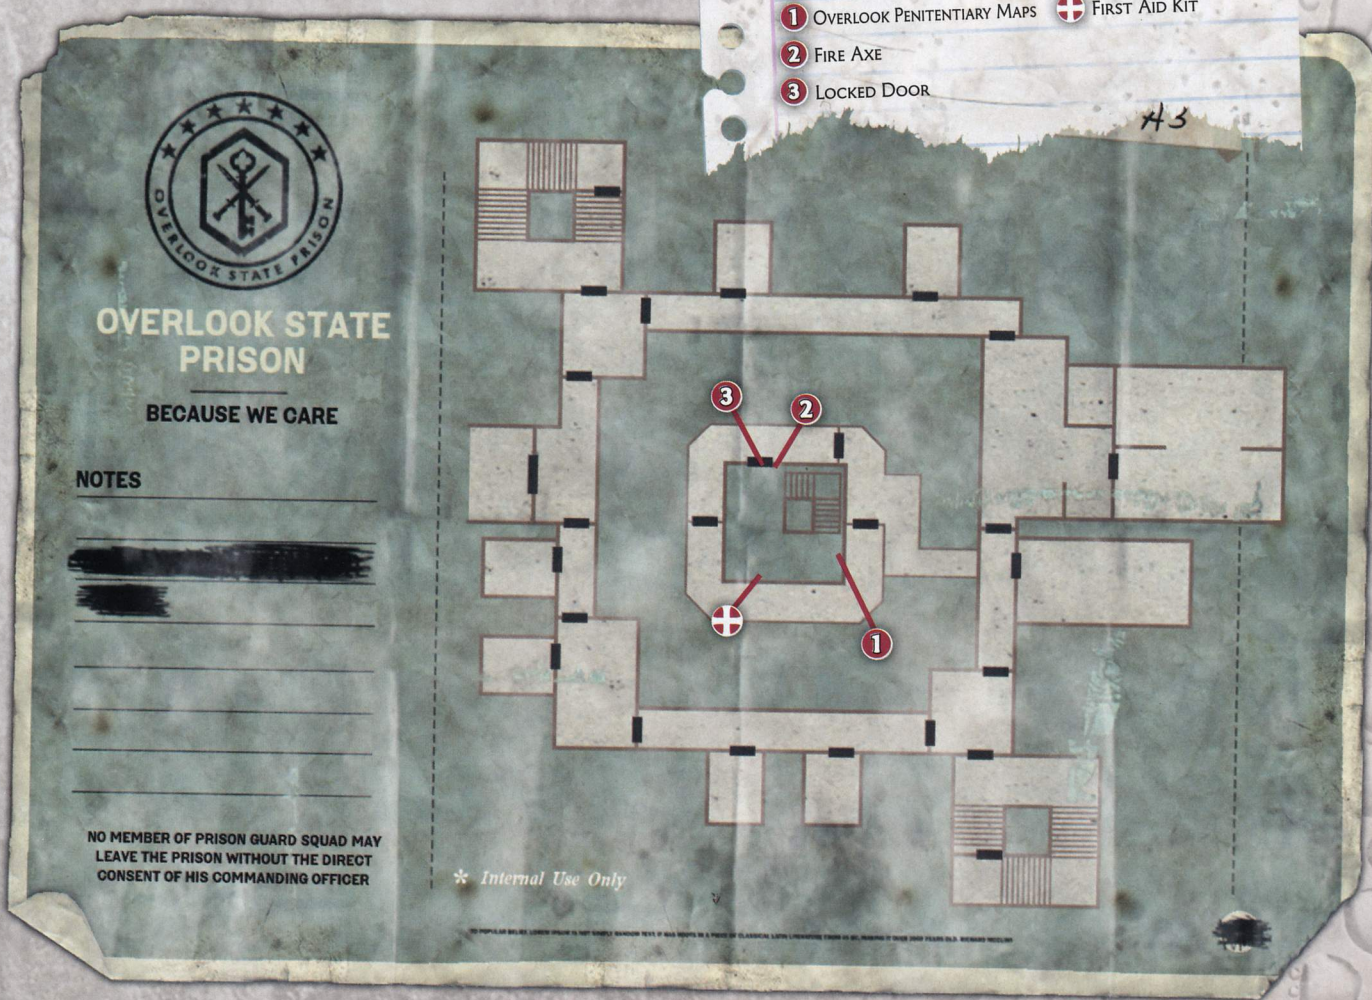 1 OVERLOOK PENITENTIARY MAPS FIRST AID KIT
2 FIRE AXE
3 LOCKED DOOR
#3
OVERLOOK STATE PRISON
OVERLOOK STATE
PRISON
BECAUSE WE CARE
NOTES
3 2
1
NO MEMBER OF PRISON GUARD SQUAD MAY
LEAVE THE PRISON WITHOUT THE DIRECT
CONSENT OF HIS COMMANDING OFFICER
* Internal Use Only